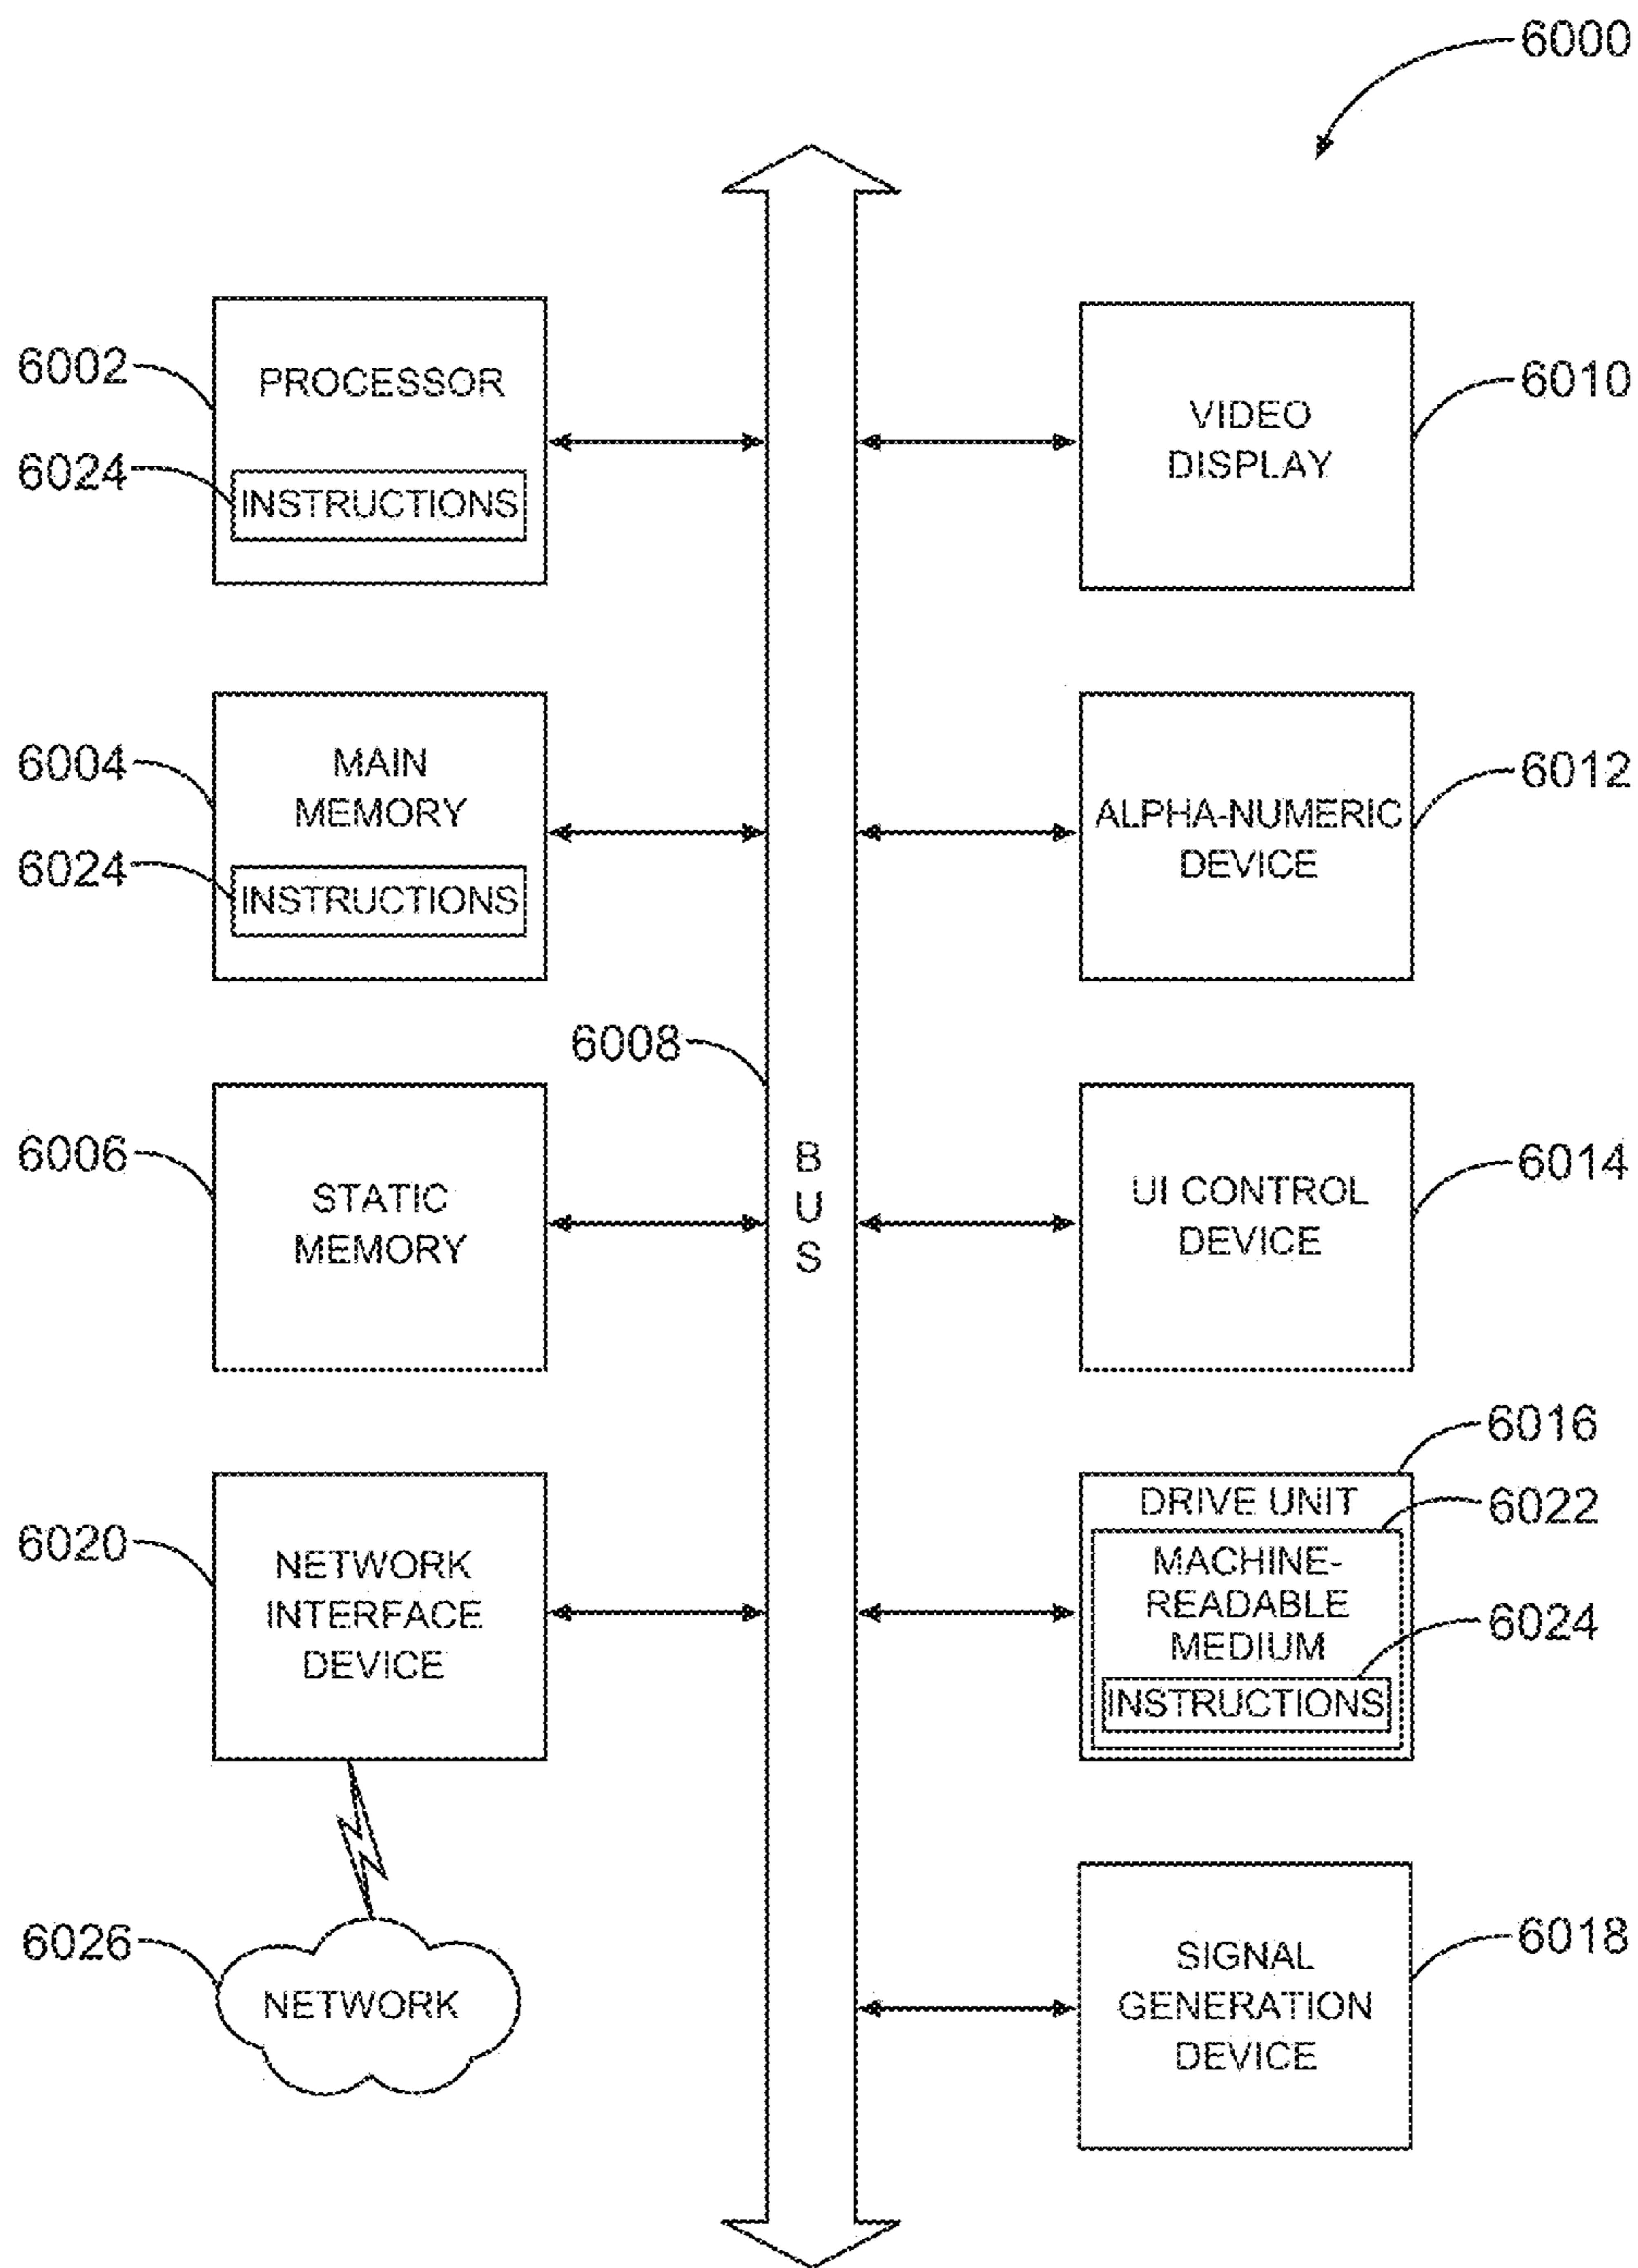 6000
6002
PROCESSOR
6024
INSTRUCTIONS
6010
VIDEO
DISPLAY
6004
MAIN
MEMORY
6024
INSTRUCTIONS
6012
ALPHA-NUMERIC
DEVICE
6008
B
U
S
6006
STATIC
MEMORY
6014
UI CONTROL
DEVICE
6020
NETWORK
INTERFACE
DEVICE
6016
DRIVE UNIT
6022
MACHINE-
READABLE
MEDIUM
6024
INSTRUCTIONS
6026
NETWORK
6018
SIGNAL
GENERATION
DEVICE